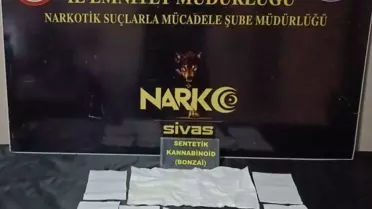 İL EMNİYET MÜDÜRLÜĞÜ
NARKOTİK SUÇLARLA MÜCADELE ŞUBE MÜDÜRLÜĞÜ
NARKO
sivas
SENTETİK
KANNABİNOİD
(BONZAİ)